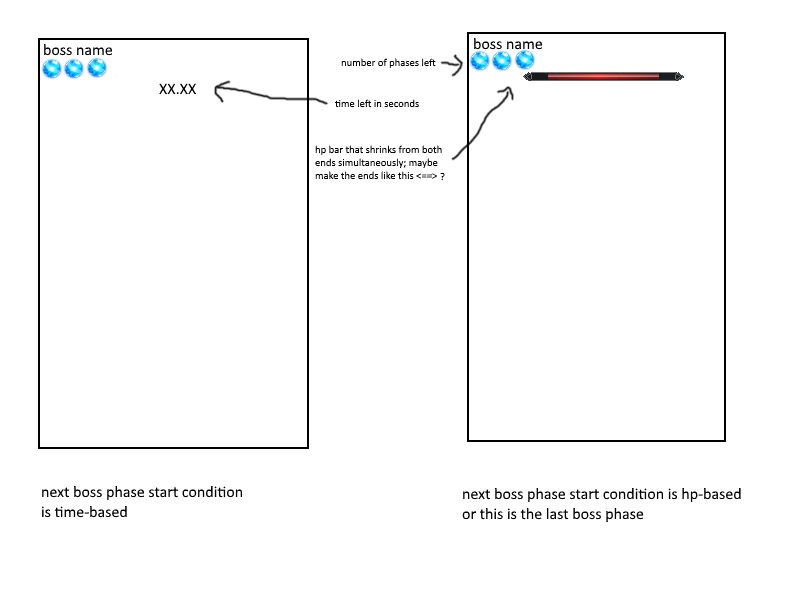 boss name
XX.XX
time left in seconds
next boss phase start condition
is time-based
number of phases left
boss name
hp bar that shrinks from both
ends simultaneously; maybe
make the ends like this <==> ?
next boss phase start condition is hp-based
or this is the last boss phase